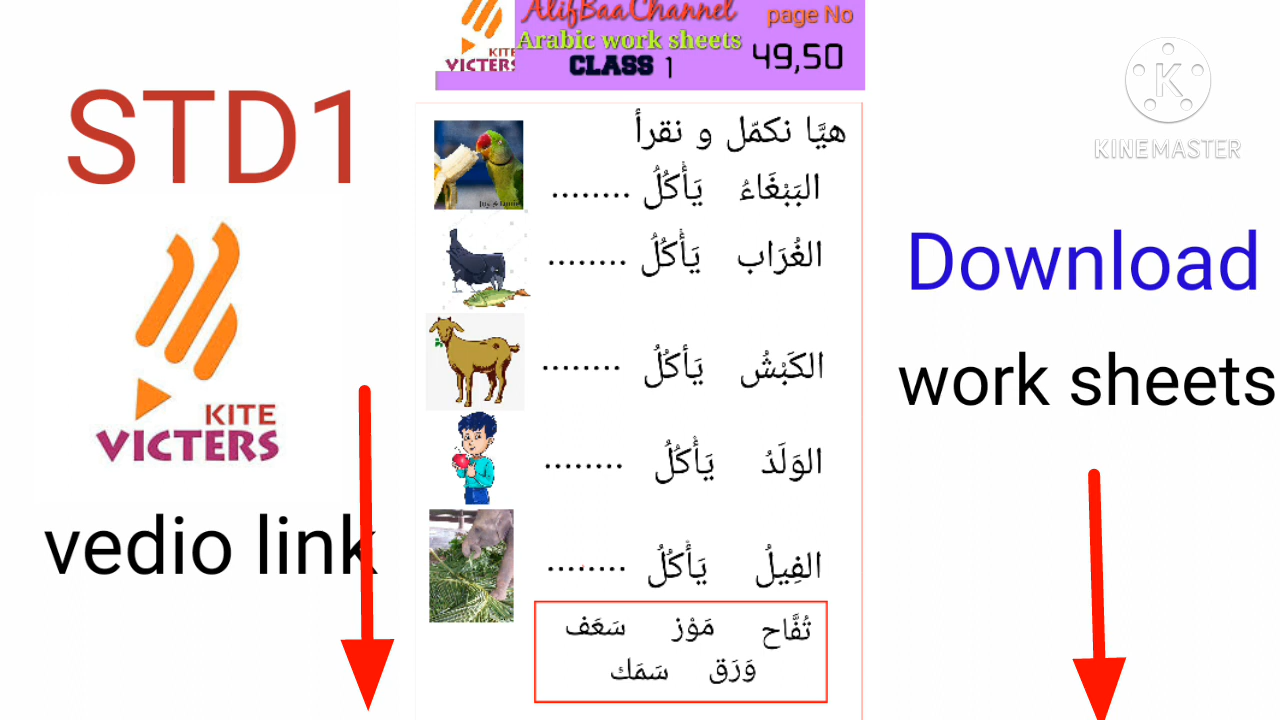 AlifBaaChannel
page No
Arabic work sheets
49,50
CLASS 1
KITE
VICTERS
STD1
KITE
VICTERS
vedio link
هيَّا نكمّل و نقرأ
البَبْغَاءُ يَأْكُلُ ........
الغُرَاب يَأْكُلُ ........
الكَبْشُ يَأكُلُ ........
الوَلَدُ يَأْكُلُ ........
الفِيلُ يَأْكُلُ ........
تُفَّاح مَوْز سَعَف
وَرَق سَمَك
K
KINEMASTER
Download
work sheets